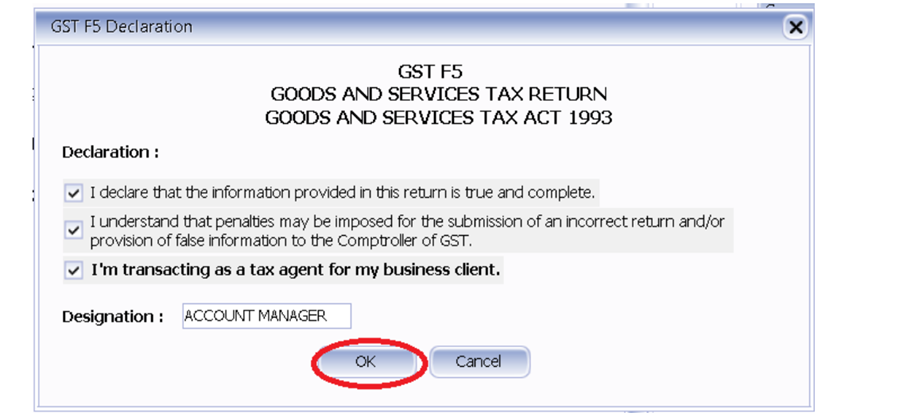 GST F5 Declaration
GST F5
GOODS AND SERVICES TAX RETURN
GOODS AND SERVICES TAX ACT 1993
Declaration :
I declare that the information provided in this return is true and complete.
I understand that penalties may be imposed for the submission of an incorrect return and/or
provision of false information to the Comptroller of GST.
I'm transacting as a tax agent for my business client.
Designation : ACCOUNT MANAGER
OK Cancel